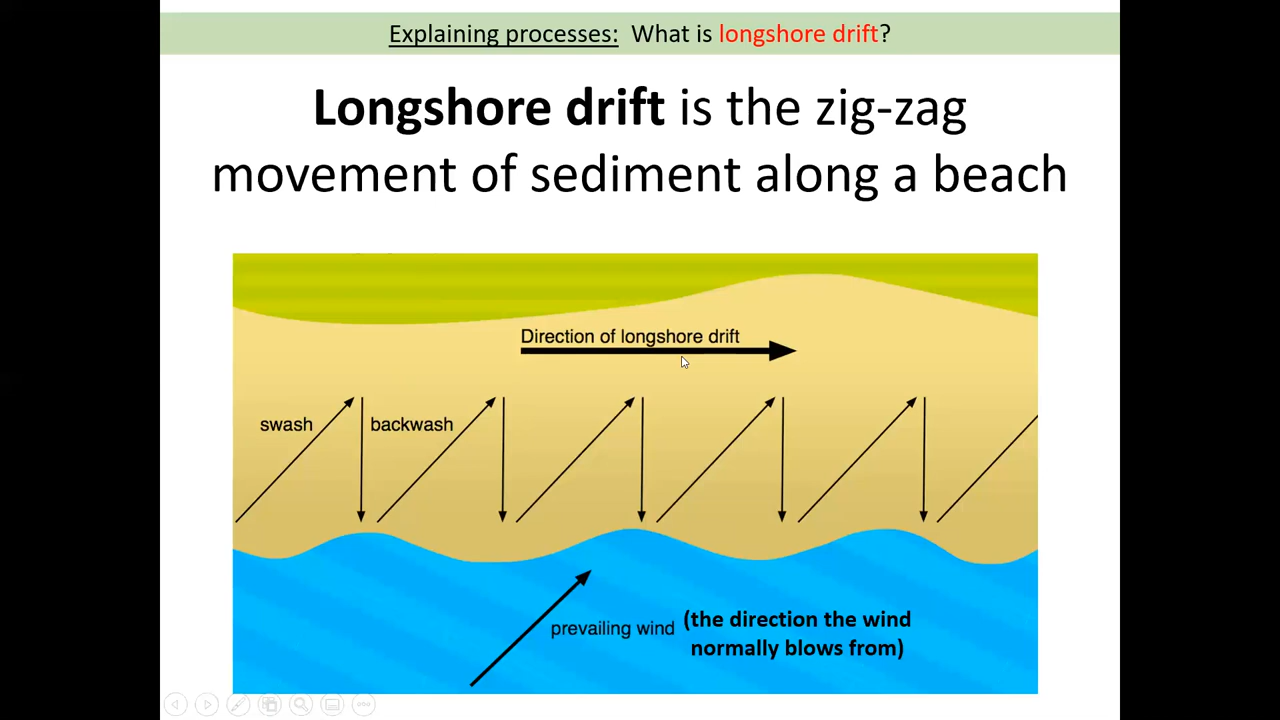 Explaining processes: What is longshore drift?
Longshore drift is the zig-zag
movement of sediment along a beach
Direction of longshore drift
swash
backwash
prevailing wind
(the direction the wind
normally blows from)